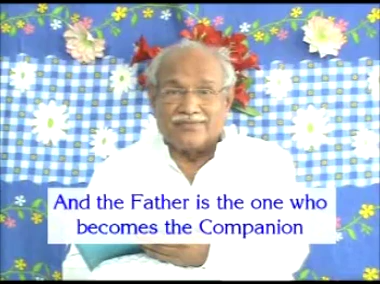 And the Father is the one who
becomes the Companion